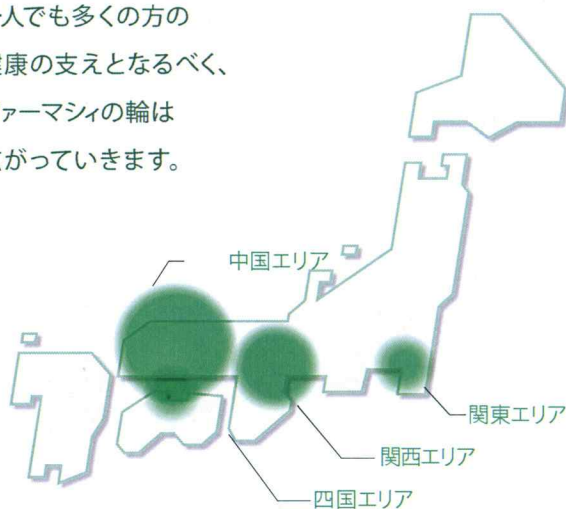 人でも多くの方の
康の支えとなるべく、
ァーマシィの輪は
がっていきます。
中国エリア
関東エリア
関西エリア
四国エリア